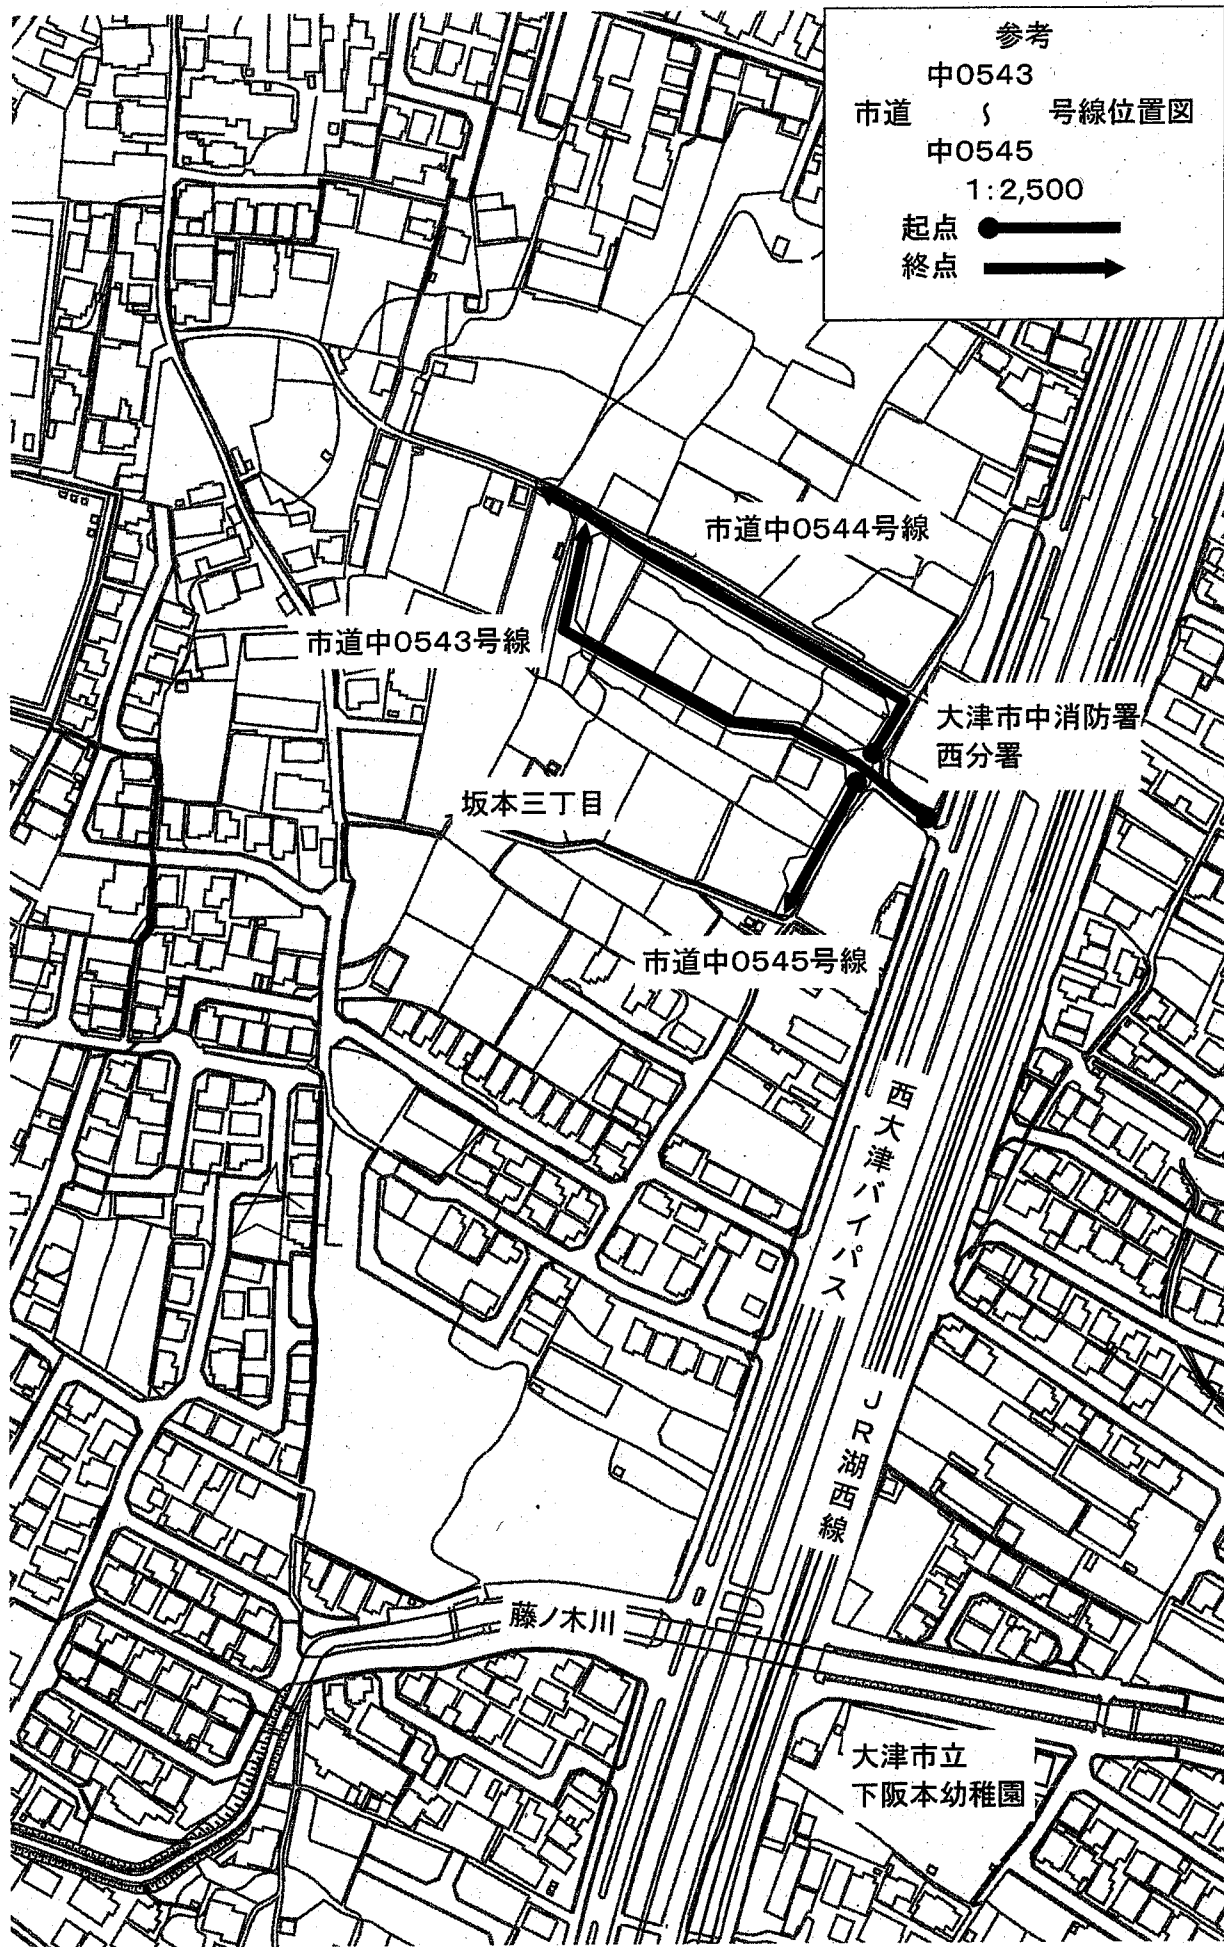 参考
中0543
市道 ~ 号線位置図
中0545
1:2,500
起点
終点
市道中0544号線
市道中0543号線
大津市中消防署
西分署
坂本三丁目
市道中0545号線
西大津バイパス
JR湖西線
藤ノ木川
大津市立
下阪本幼稚園